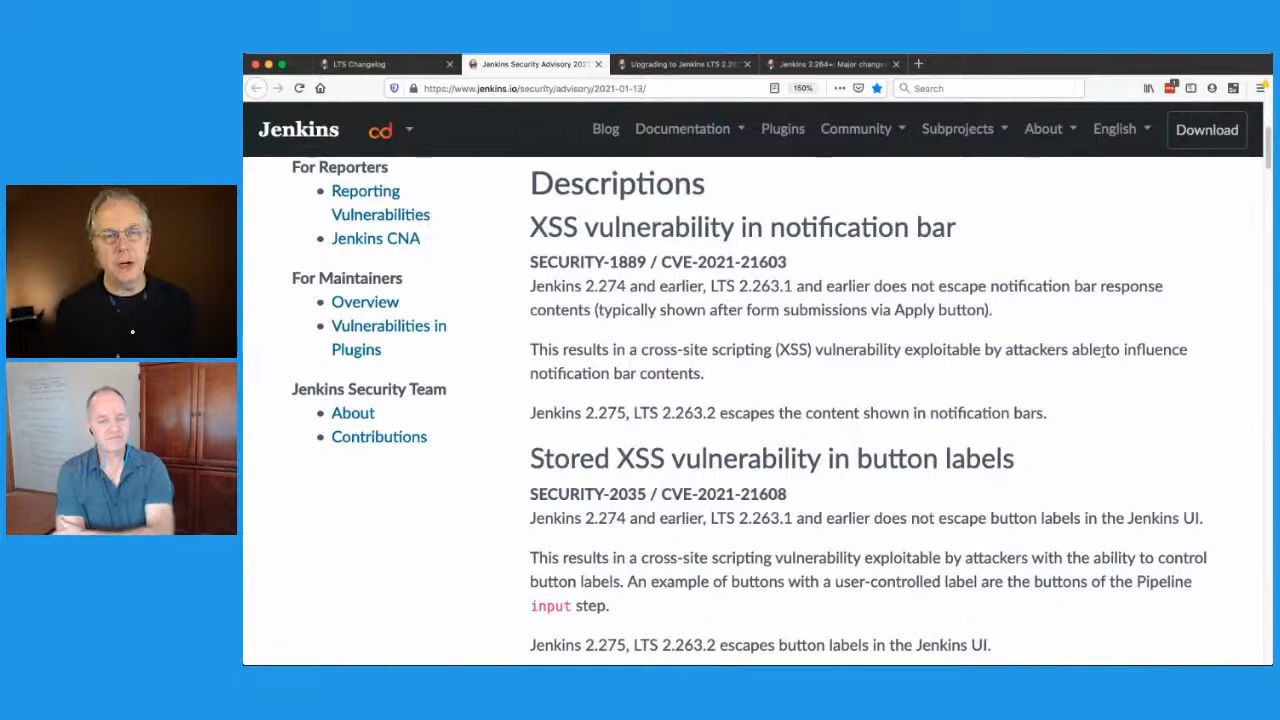 LTS Changelog
Jenkins Security Advisory 202
Upgrading to Jenkins LTS 2.26
Jenkins 2.264+: Major change
https://www.jenkins.io/security/advisory/2021-01-13/
150%
Search
Jenkins
cd
Blog
Documentation
Plugins
Community
Subprojects
About
English
Download
For Reporters
Reporting
Vulnerabilities
Jenkins CNA
For Maintainers
Overview
Vulnerabilities in
Plugins
Jenkins Security Team
About
Contributions
Descriptions
XSS vulnerability in notification bar
SECURITY-1889 / CVE-2021-21603
Jenkins 2.274 and earlier, LTS 2.263.1 and earlier does not escape notification bar response
contents (typically shown after form submissions via Apply button).
This results in a cross-site scripting (XSS) vulnerability exploitable by attackers able to influence
notification bar contents.
Jenkins 2.275, LTS 2.263.2 escapes the content shown in notification bars.
Stored XSS vulnerability in button labels
SECURITY-2035 / CVE-2021-21608
Jenkins 2.274 and earlier, LTS 2.263.1 and earlier does not escape button labels in the Jenkins UI.
This results in a cross-site scripting vulnerability exploitable by attackers with the ability to control
button labels. An example of buttons with a user-controlled label are the buttons of the Pipeline
input step.
Jenkins 2.275, LTS 2.263.2 escapes button labels in the Jenkins UI.